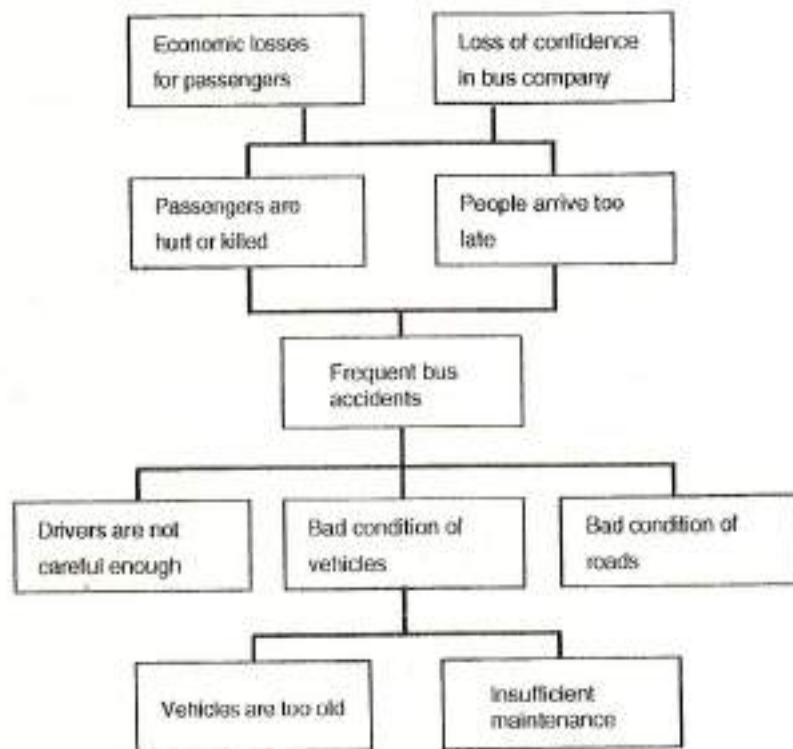 Economic losses
for passengers
Loss of confidence
in bus company
Passengers are
hurt or killed
People arrive too
late
Frequent bus
accidents
Drivers are not
careful enough
Bad condition of
vehicles
Bad condition of
roads
Vehicles are too old
Insufficient
maintenance